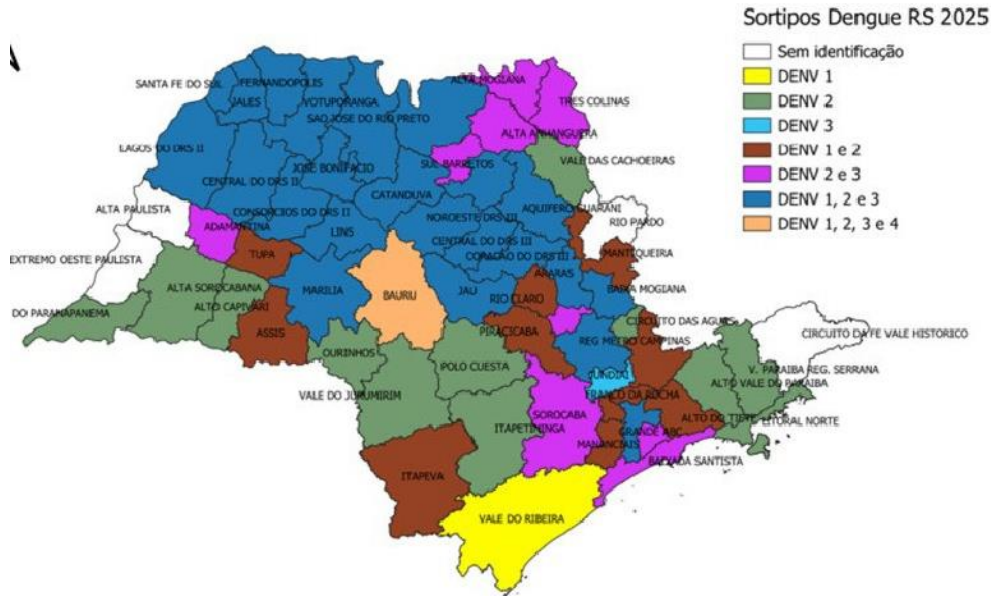 Sortipos Dengue RS 2025
Sem identificação
DENV 1
DENV 2
DENV 3
DENV 1 e 2
DENV 2 e 3
DENV 1, 2 e 3
DENV 1, 2, 3 e 4
SANTA FE DO SUL
FERNANDOPOLIS
ALTA MOGIANA
JALES
VOTUPORANGA
TRES COLINAS
SAO JOSE DO RIO PRETO
ALTA ANHANGUERA
LAGOS DO DRS II
SUL BARRETOS
VALE DAS CACHOEIRAS
JOSE BONIFACIO
CENTRAL DO DRS II
CATANDUVA
ALTA PAULISTA
CONSORCIOS DO DRS II
AQUIFERO GUARANI
NOROESTE DRS III
RIO PARDO
ADAMANTINA
LINS
CENTRAL DO DRS III
TUPA
MANTIQUEIRA
EXTREMO OESTE PAULISTA
CORACAO DO DRS III
ARARAS
ALTA SOROCABANA
MARILIA
BAURU
JAU
BAIXA MOGIANA
RIO CLARO
DO PARANAPANEMA
ALTO CAPIVARI
CIRCUITO DAS AGUAS
ASSIS
PIRACICABA
CIRCUITO DA FE VALE HISTORICO
REG METRO CAMPINAS
OURINHOS
POLO CUESTA
V. PARAIBA REG. SERRANA
JUNDIAI
ALTO VALE DO PARAIBA
VALE DO JURUMIRIM
FRANCO DA ROCHA
SOROCABA
ALTO DO TIETE
LITORAL NORTE
ITAPETININGA
GRANDE ABC
MANANCIAIS
BAIXADA SANTISTA
ITAPEVA
VALE DO RIBEIRA